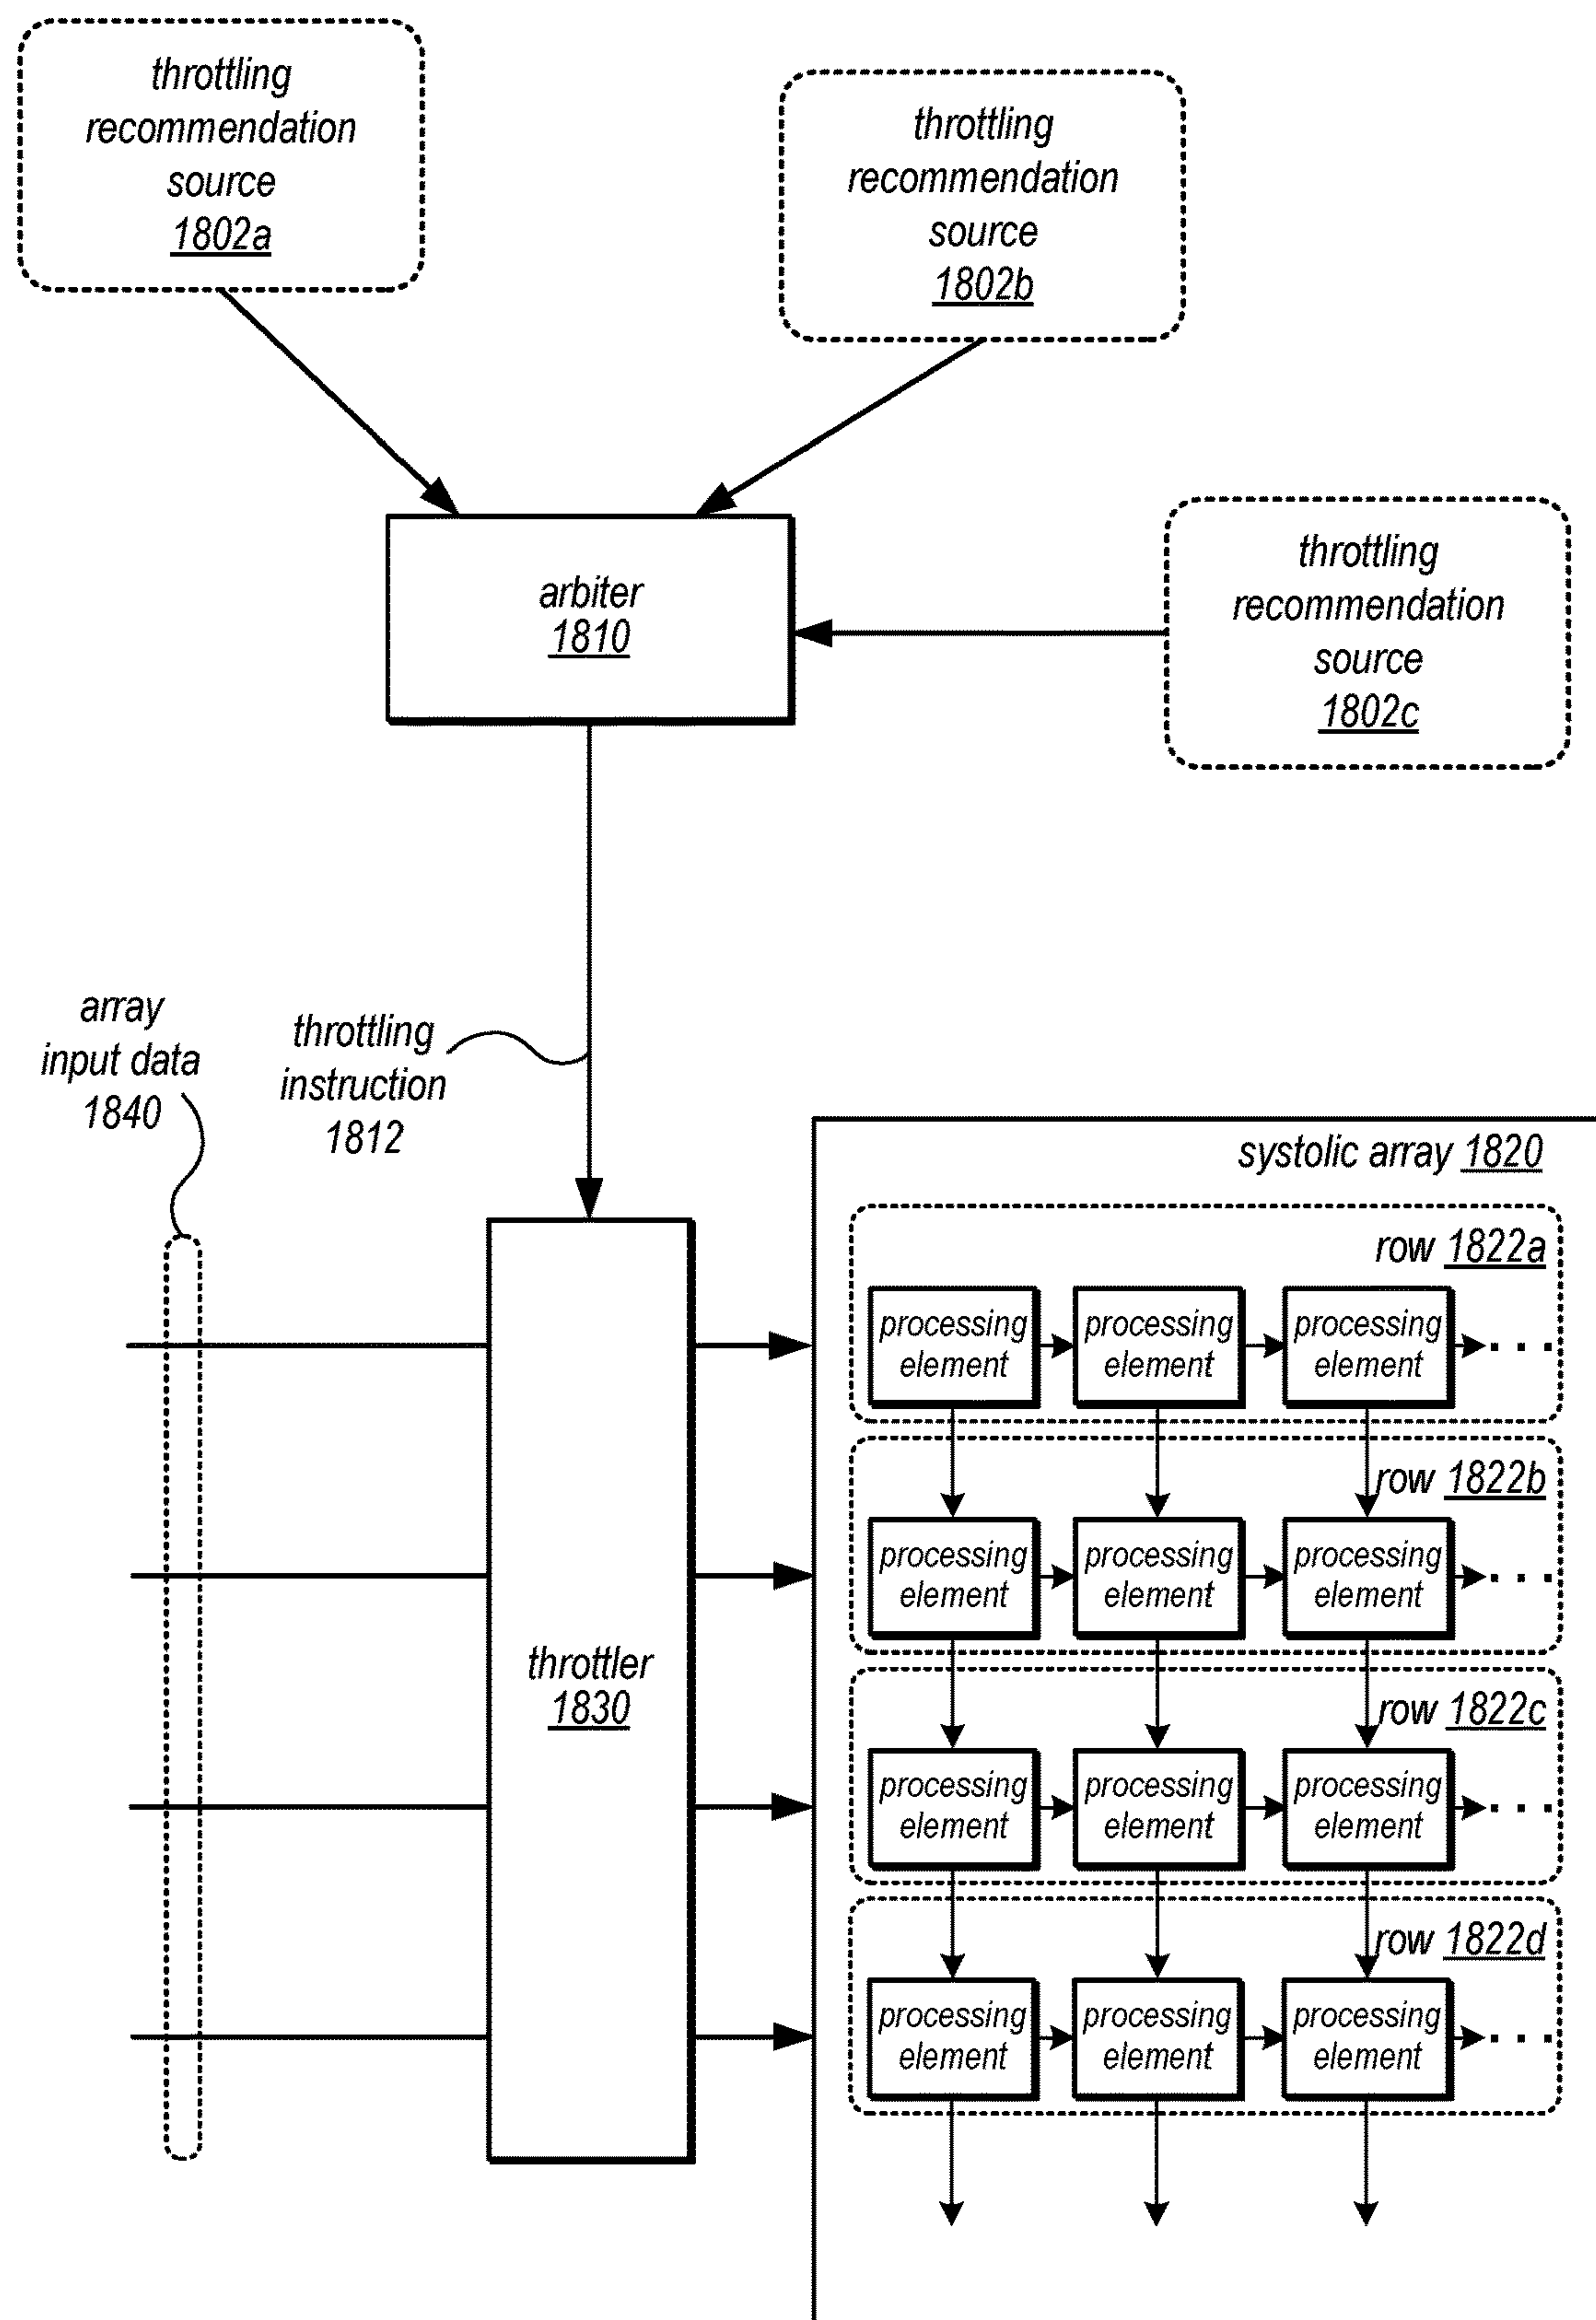 throttling
recommendation
source
1802a
throttling
recommendation
source
1802b
throttling
recommendation
source
1802c
arbiter
1810
array
input data
1840
throttling
instruction
1812
throttler
1830
systolic array 1820
row 1822a
processing
element
processing
element
processing
element
...
row 1822b
processing
element
processing
element
processing
element
...
row 1822c
processing
element
processing
element
processing
element
...
row 1822d
processing
element
processing
element
processing
element
...